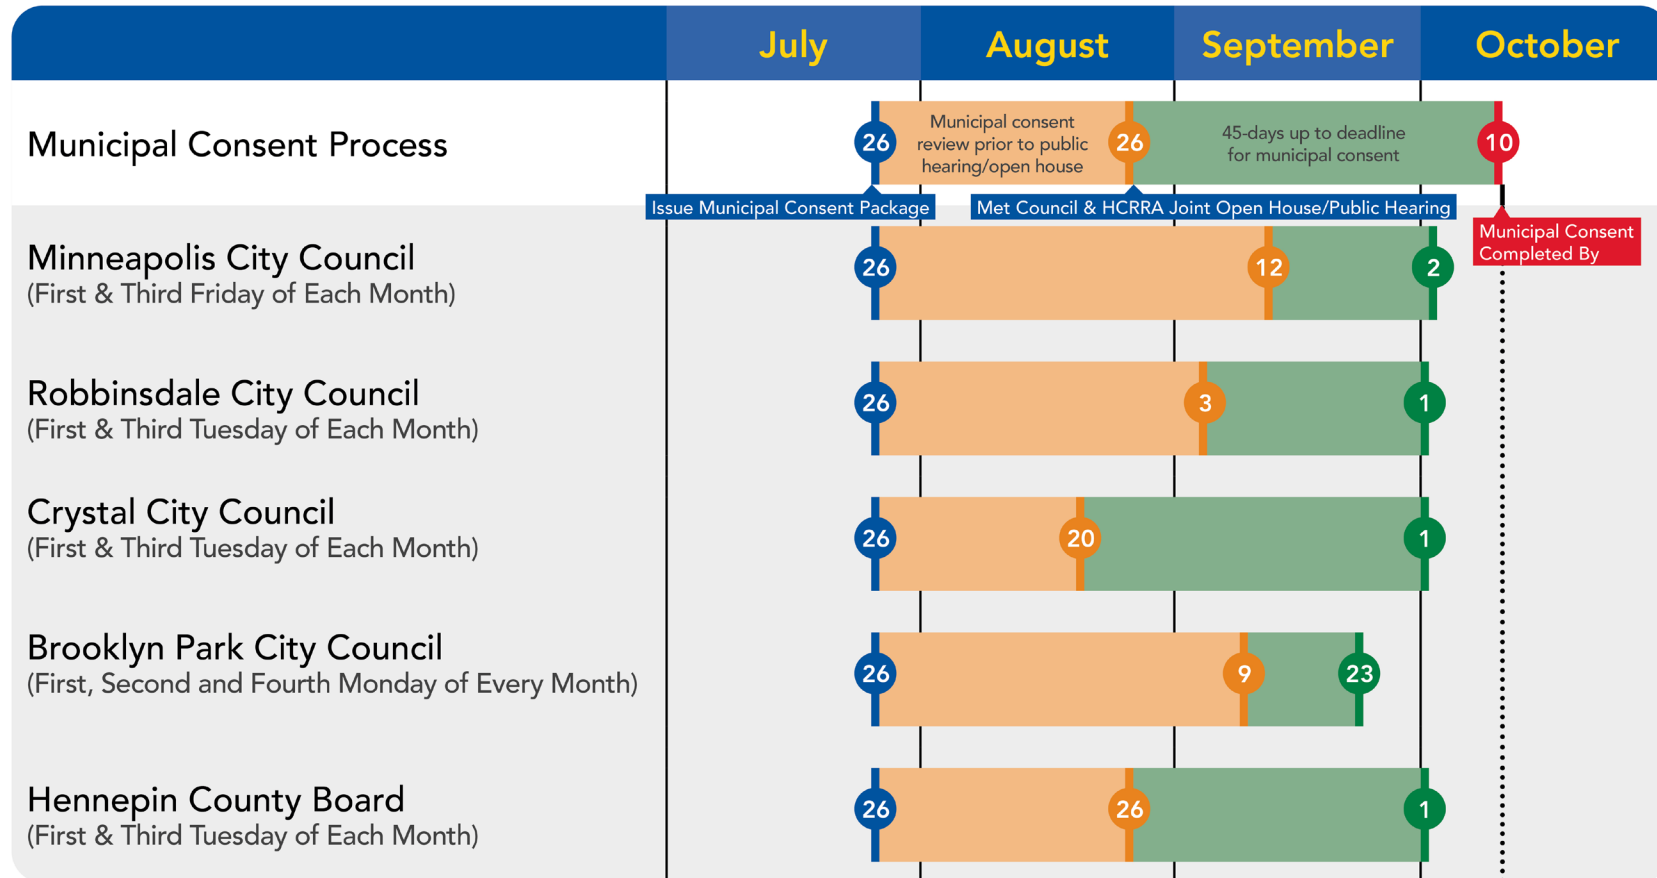 July August September October
Municipal Consent Process
26
Municipal consent
review prior to public
hearing/open house
26
45-days up to deadline
for municipal consent
10
Issue Municipal Consent Package
Met Council & HCRRA Joint Open House/Public Hearing
Municipal Consent
Completed By
Minneapolis City Council
(First & Third Friday of Each Month)
26 12 2
Robbinsdale City Council
(First & Third Tuesday of Each Month)
26 3 1
Crystal City Council
(First & Third Tuesday of Each Month)
26 20 1
Brooklyn Park City Council
(First, Second and Fourth Monday of Every Month)
26 9 23
Hennepin County Board
(First & Third Tuesday of Each Month)
26 26 1